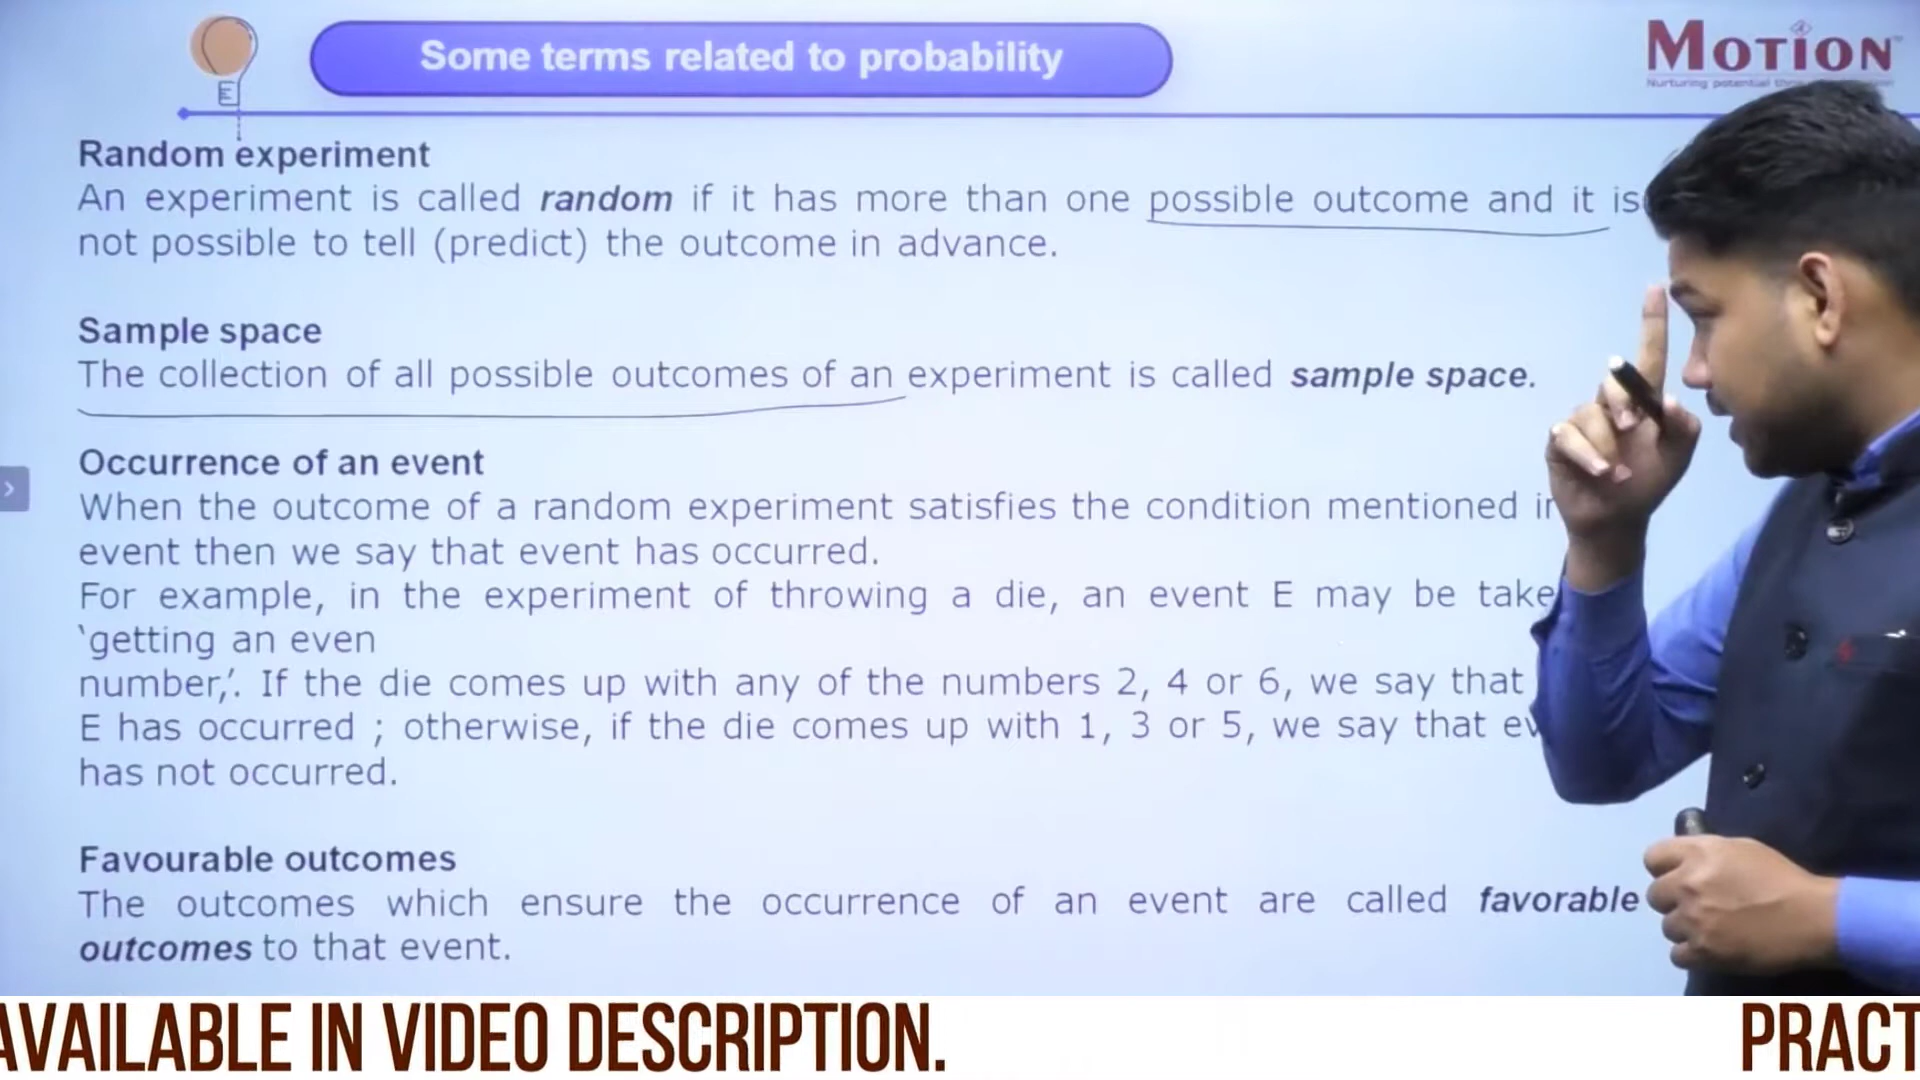 Some terms related to probability
MOTION
Nurturing potential
E
Random experiment
An experiment is called random if it has more than one possible outcome and it is
not possible to tell (predict) the outcome in advance.
Sample space
The collection of all possible outcomes of an experiment is called sample space.
Occurrence of an event
When the outcome of a random experiment satisfies the condition mentioned in
event then we say that event has occurred.
For example, in the experiment of throwing a die, an event E may be take
‘getting an even
number,’. If the die comes up with any of the numbers 2, 4 or 6, we say that
E has occurred ; otherwise, if the die comes up with 1, 3 or 5, we say that ev
has not occurred.
Favourable outcomes
The outcomes which ensure the occurrence of an event are called favorable
outcomes to that event.
AVAILABLE IN VIDEO DESCRIPTION. PRACT